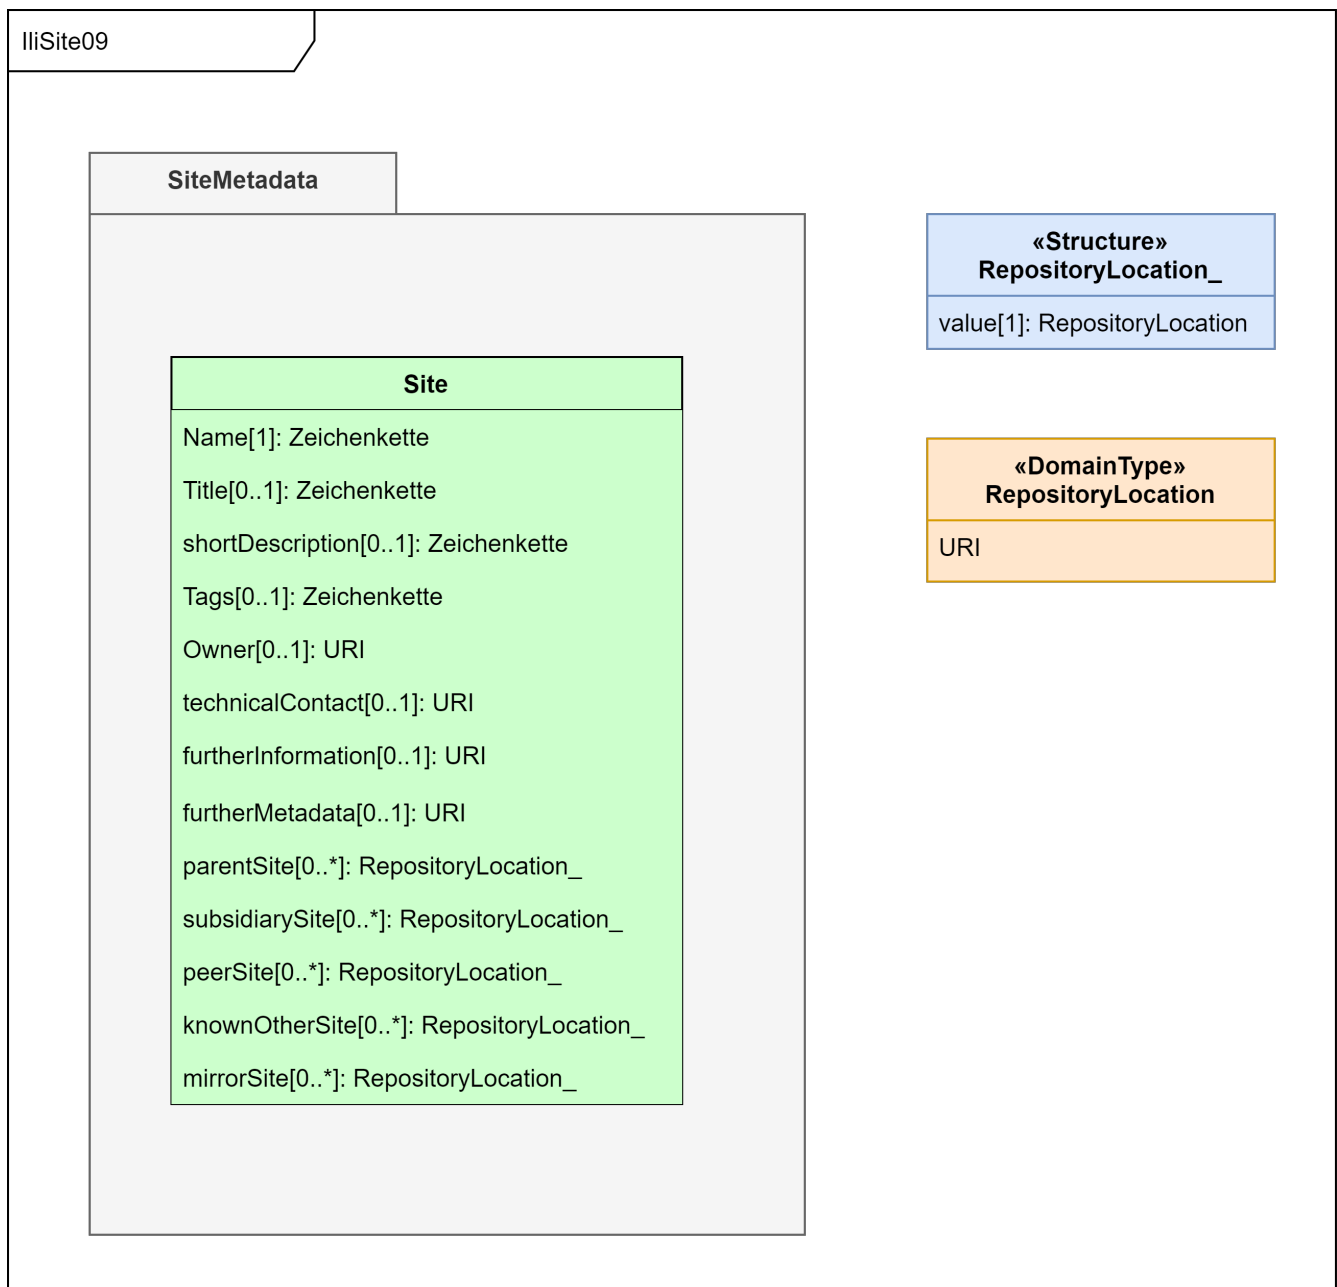 IliSite09
SiteMetadata
Site
Name[1]: Zeichenkette
Title[0..1]: Zeichenkette
shortDescription[0..1]: Zeichenkette
Tags[0..1]: Zeichenkette
Owner[0..1]: URI
technicalContact[0..1]: URI
furtherInformation[0..1]: URI
furtherMetadata[0..1]: URI
parentSite[0..*]: RepositoryLocation_
subsidiarySite[0..*]: RepositoryLocation_
peerSite[0..*]: RepositoryLocation_
knownOtherSite[0..*]: RepositoryLocation_
mirrorSite[0..*]: RepositoryLocation_
«Structure»
RepositoryLocation_
value[1]: RepositoryLocation
«DomainType»
RepositoryLocation
URI